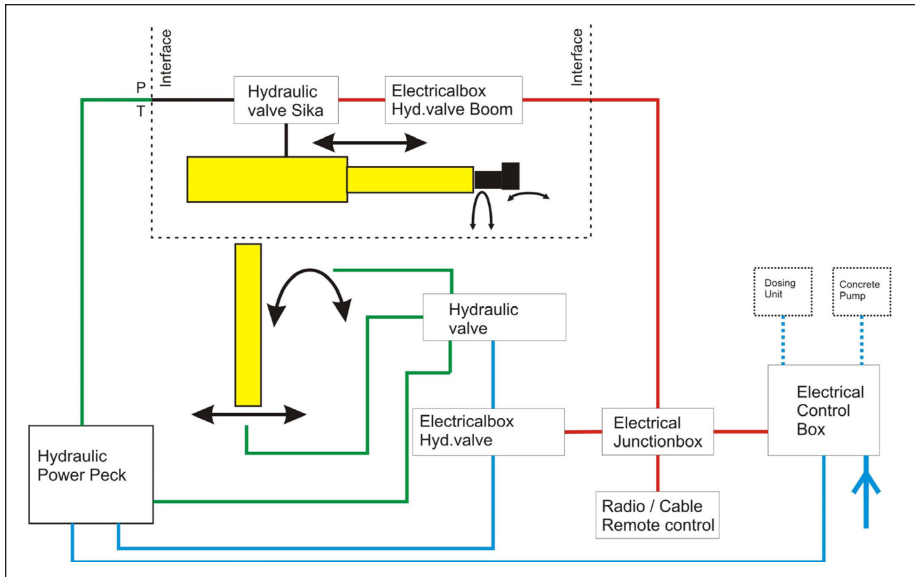 Interface
Interface
P
T
Hydraulic
valve Sika
Electricalbox
Hyd.valve Boom
Dosing
Unit
Concrete
Pump
Hydraulic
valve
Electrical
Control
Box
Electricalbox
Hyd.valve
Electrical
Junctionbox
Hydraulic
Power Peck
Radio / Cable
Remote control